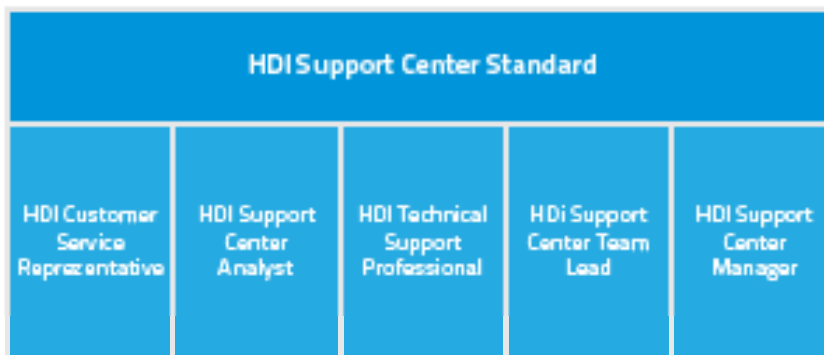 HDI Support Center Standard
HDI Customer
Service
Representative
HDI Support
Center
Analyst
HDI Technical
Support
Professional
HDi Support
Center Team
Lead
HDI Support
Center
Manager